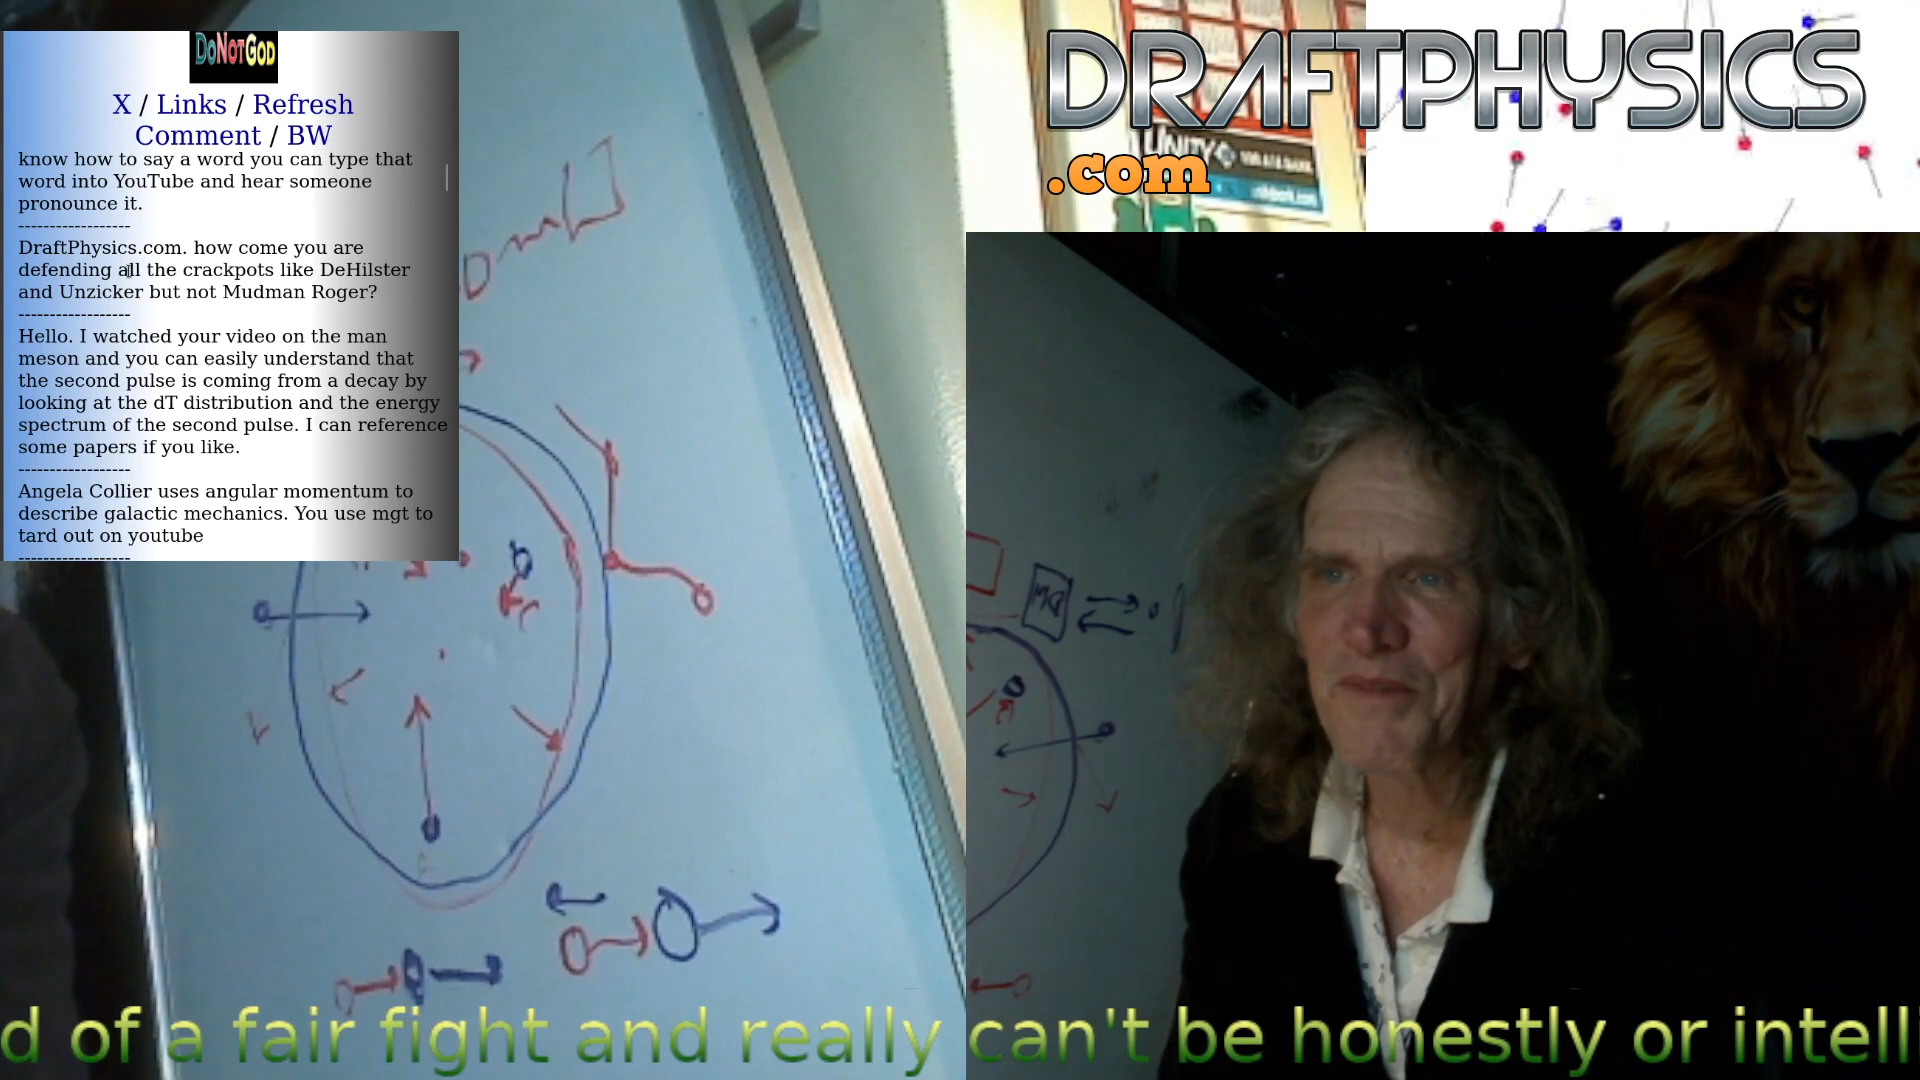 DoNotGod
X / Links / Refresh
Comment / BW
know how to say a word you can type that
word into YouTube and hear someone
pronounce it.
-----------------
DraftPhysics.com. how come you are
defending all the crackpots like DeHilster
and Unzicker but not Mudman Roger?
-----------------
Hello. I watched your video on the man
meson and you can easily understand that
the second pulse is coming from a decay by
looking at the dT distribution and the energy
spectrum of the second pulse. I can reference
some papers if you like.
-----------------
Angela Collier uses angular momentum to
describe galactic mechanics. You use mgt to
tard out on youtube
-----------------
DRAFTPHYSICS
.com
UNITY
d of a fair fight and really can't be honestly or intell